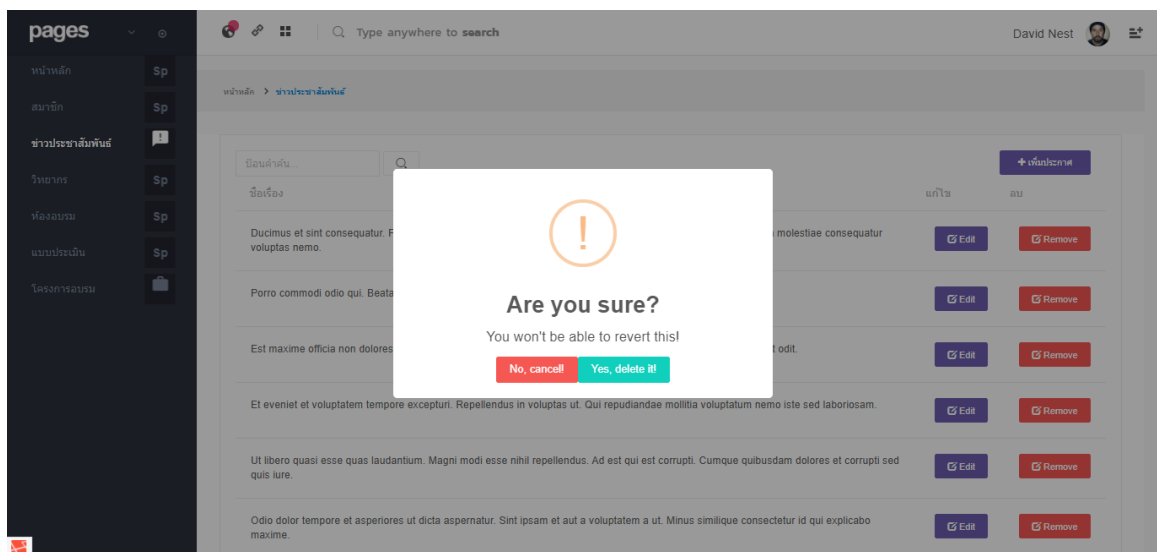 pages
Type anywhere to search
David Nest
หน้าหลัก Sp
สมาชิก Sp
ข่าวประชาสัมพันธ์
วิทยากร Sp
ห้องอบรม Sp
แบบประเมิน Sp
โครงการอบรม
หน้าหลัก > ข่าวประชาสัมพันธ์
ป้อนคำค้น...
+ เพิ่มประกาศ
ชื่อเรื่อง แก้ไข ลบ
Ducimus et sint consequatur. molestiae consequatur
voluptas nemo.
Edit Remove
Porro commodi odio qui. Beata
Edit Remove
Est maxime officia non dolores t odit.
Edit Remove
Et eveniet et voluptatem tempore excepturi. Repellendus in voluptas ut. Qui repudiandae mollitia voluptatum nemo iste sed laboriosam.
Edit Remove
Ut libero quasi esse quas laudantium. Magni modi esse nihil repellendus. Ad est qui est corrupti. Cumque quibusdam dolores et corrupti sed
quis iure.
Edit Remove
Odio dolor tempore et asperiores ut dicta aspernatur. Sint ipsam et aut a voluptatem a ut. Minus similique consectetur id qui explicabo
maxime.
Edit Remove
!
Are you sure?
You won't be able to revert this!
No, cancel! Yes, delete it!